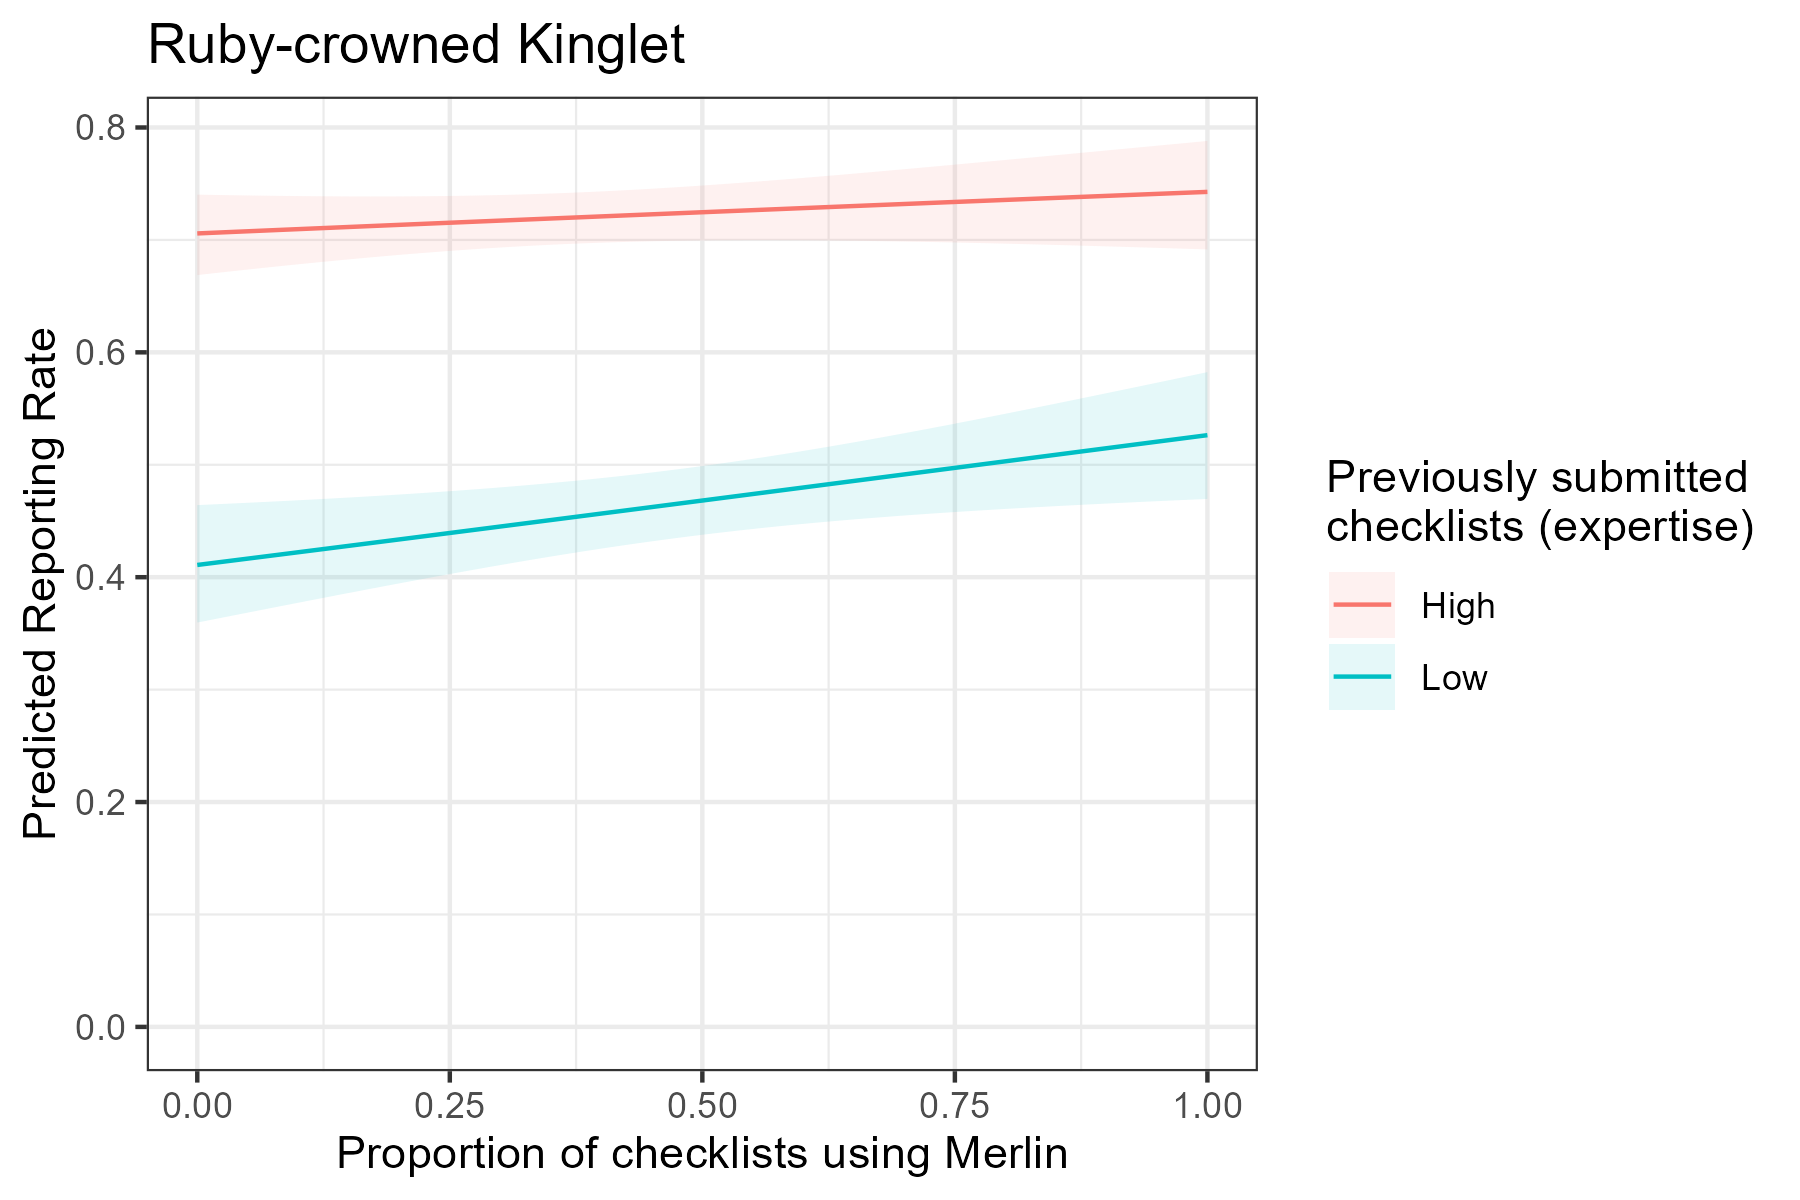 Ruby-crowned Kinglet
0.8
0.6
0.4
0.2
0.0
Predicted Reporting Rate
0.00 0.25 0.50 0.75 1.00
Proportion of checklists using Merlin
Previously submitted
checklists (expertise)
High
Low